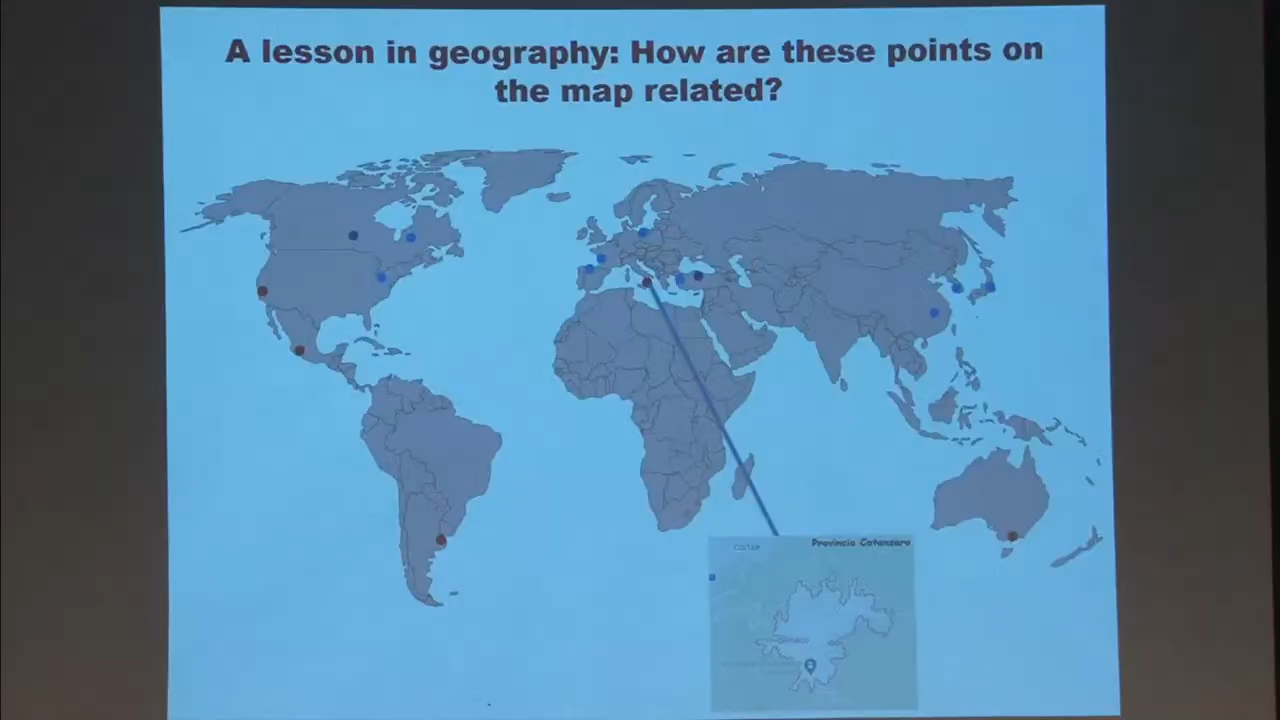 A lesson in geography: How are these points on
the map related?
Provincia Catanzaro